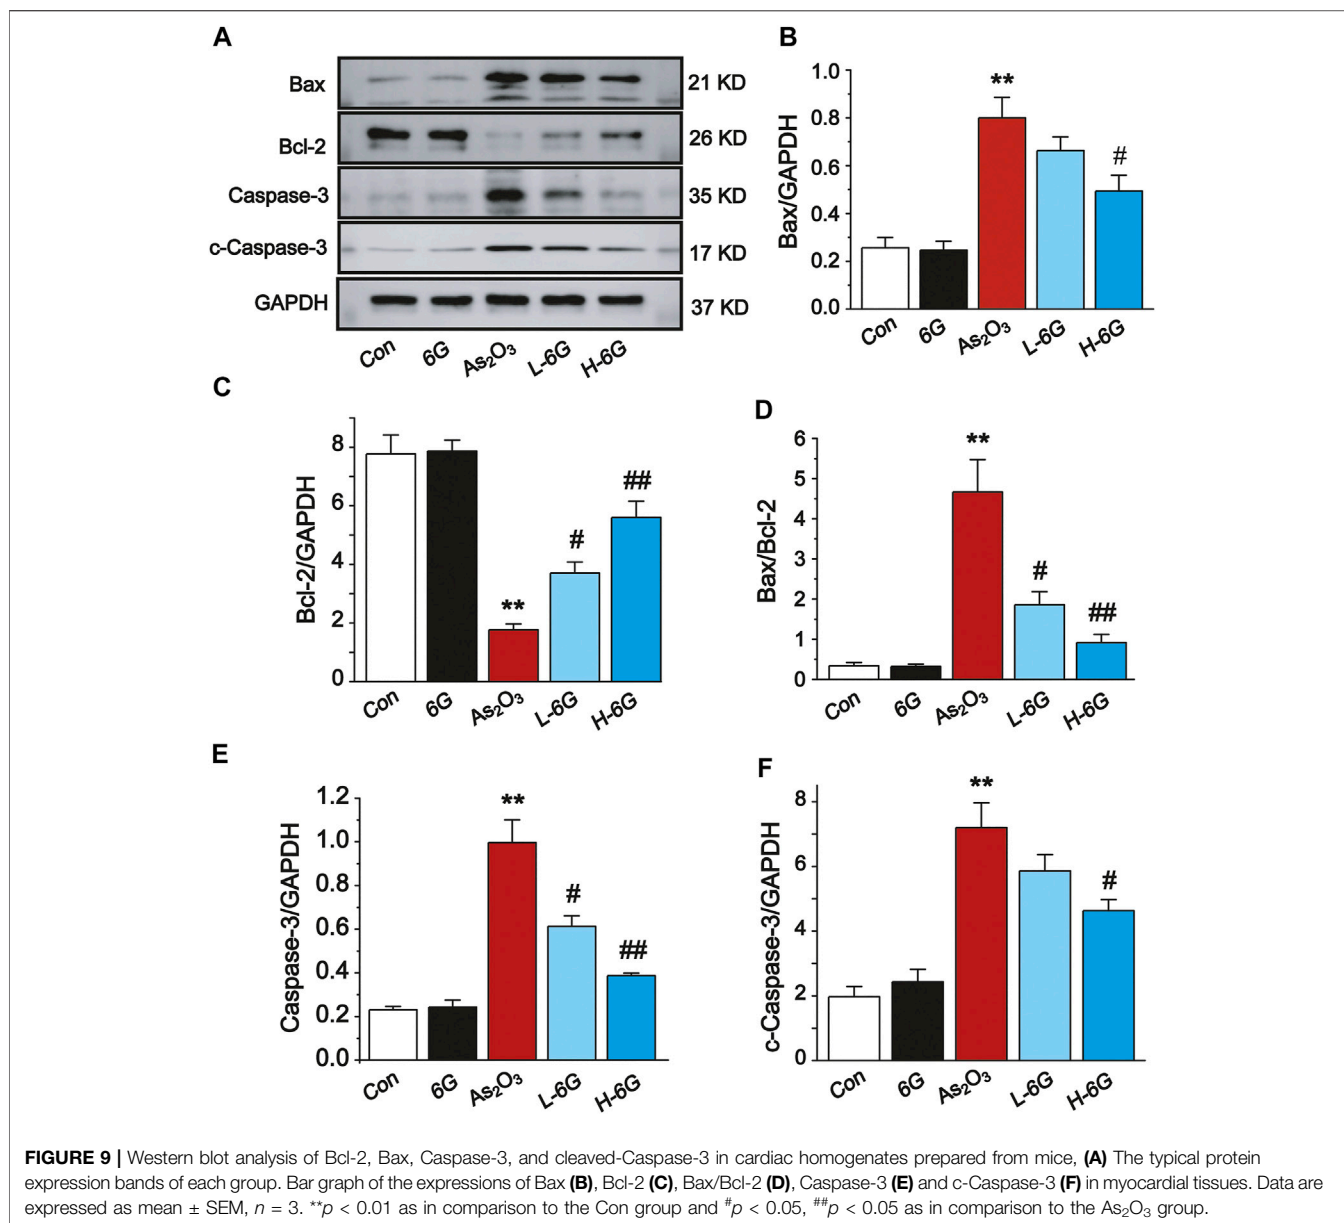 A
Bax
21 KD
Bcl-2
26 KD
Caspase-3
35 KD
c-Caspase-3
17 KD
GAPDH
37 KD
Con 6G As₂O₃ L-6G H-6G
B
Bax/GAPDH
1.0
0.8
0.6
0.4
0.2
0.0
**
#
Con 6G As₂O₃ L-6G H-6G
C
Bcl-2/GAPDH
8
6
4
2
0
**
#
##
Con 6G As₂O₃ L-6G H-6G
D
Bax/Bcl-2
6
5
4
3
2
1
0
**
#
##
Con 6G As₂O₃ L-6G H-6G
E
Caspase-3/GAPDH
1.2
1.0
0.8
0.6
0.4
0.2
0.0
**
#
##
Con 6G As₂O₃ L-6G H-6G
F
c-Caspase-3/GAPDH
8
6
4
2
0
**
#
Con 6G As₂O₃ L-6G H-6G
FIGURE 9 | Western blot analysis of Bcl-2, Bax, Caspase-3, and cleaved-Caspase-3 in cardiac homogenates prepared from mice, (A) The typical protein
expression bands of each group. Bar graph of the expressions of Bax (B), Bcl-2 (C), Bax/Bcl-2 (D), Caspase-3 (E) and c-Caspase-3 (F) in myocardial tissues. Data are
expressed as mean ± SEM, n = 3. **p < 0.01 as in comparison to the Con group and #p < 0.05, ##p < 0.05 as in comparison to the As₂O₃ group.